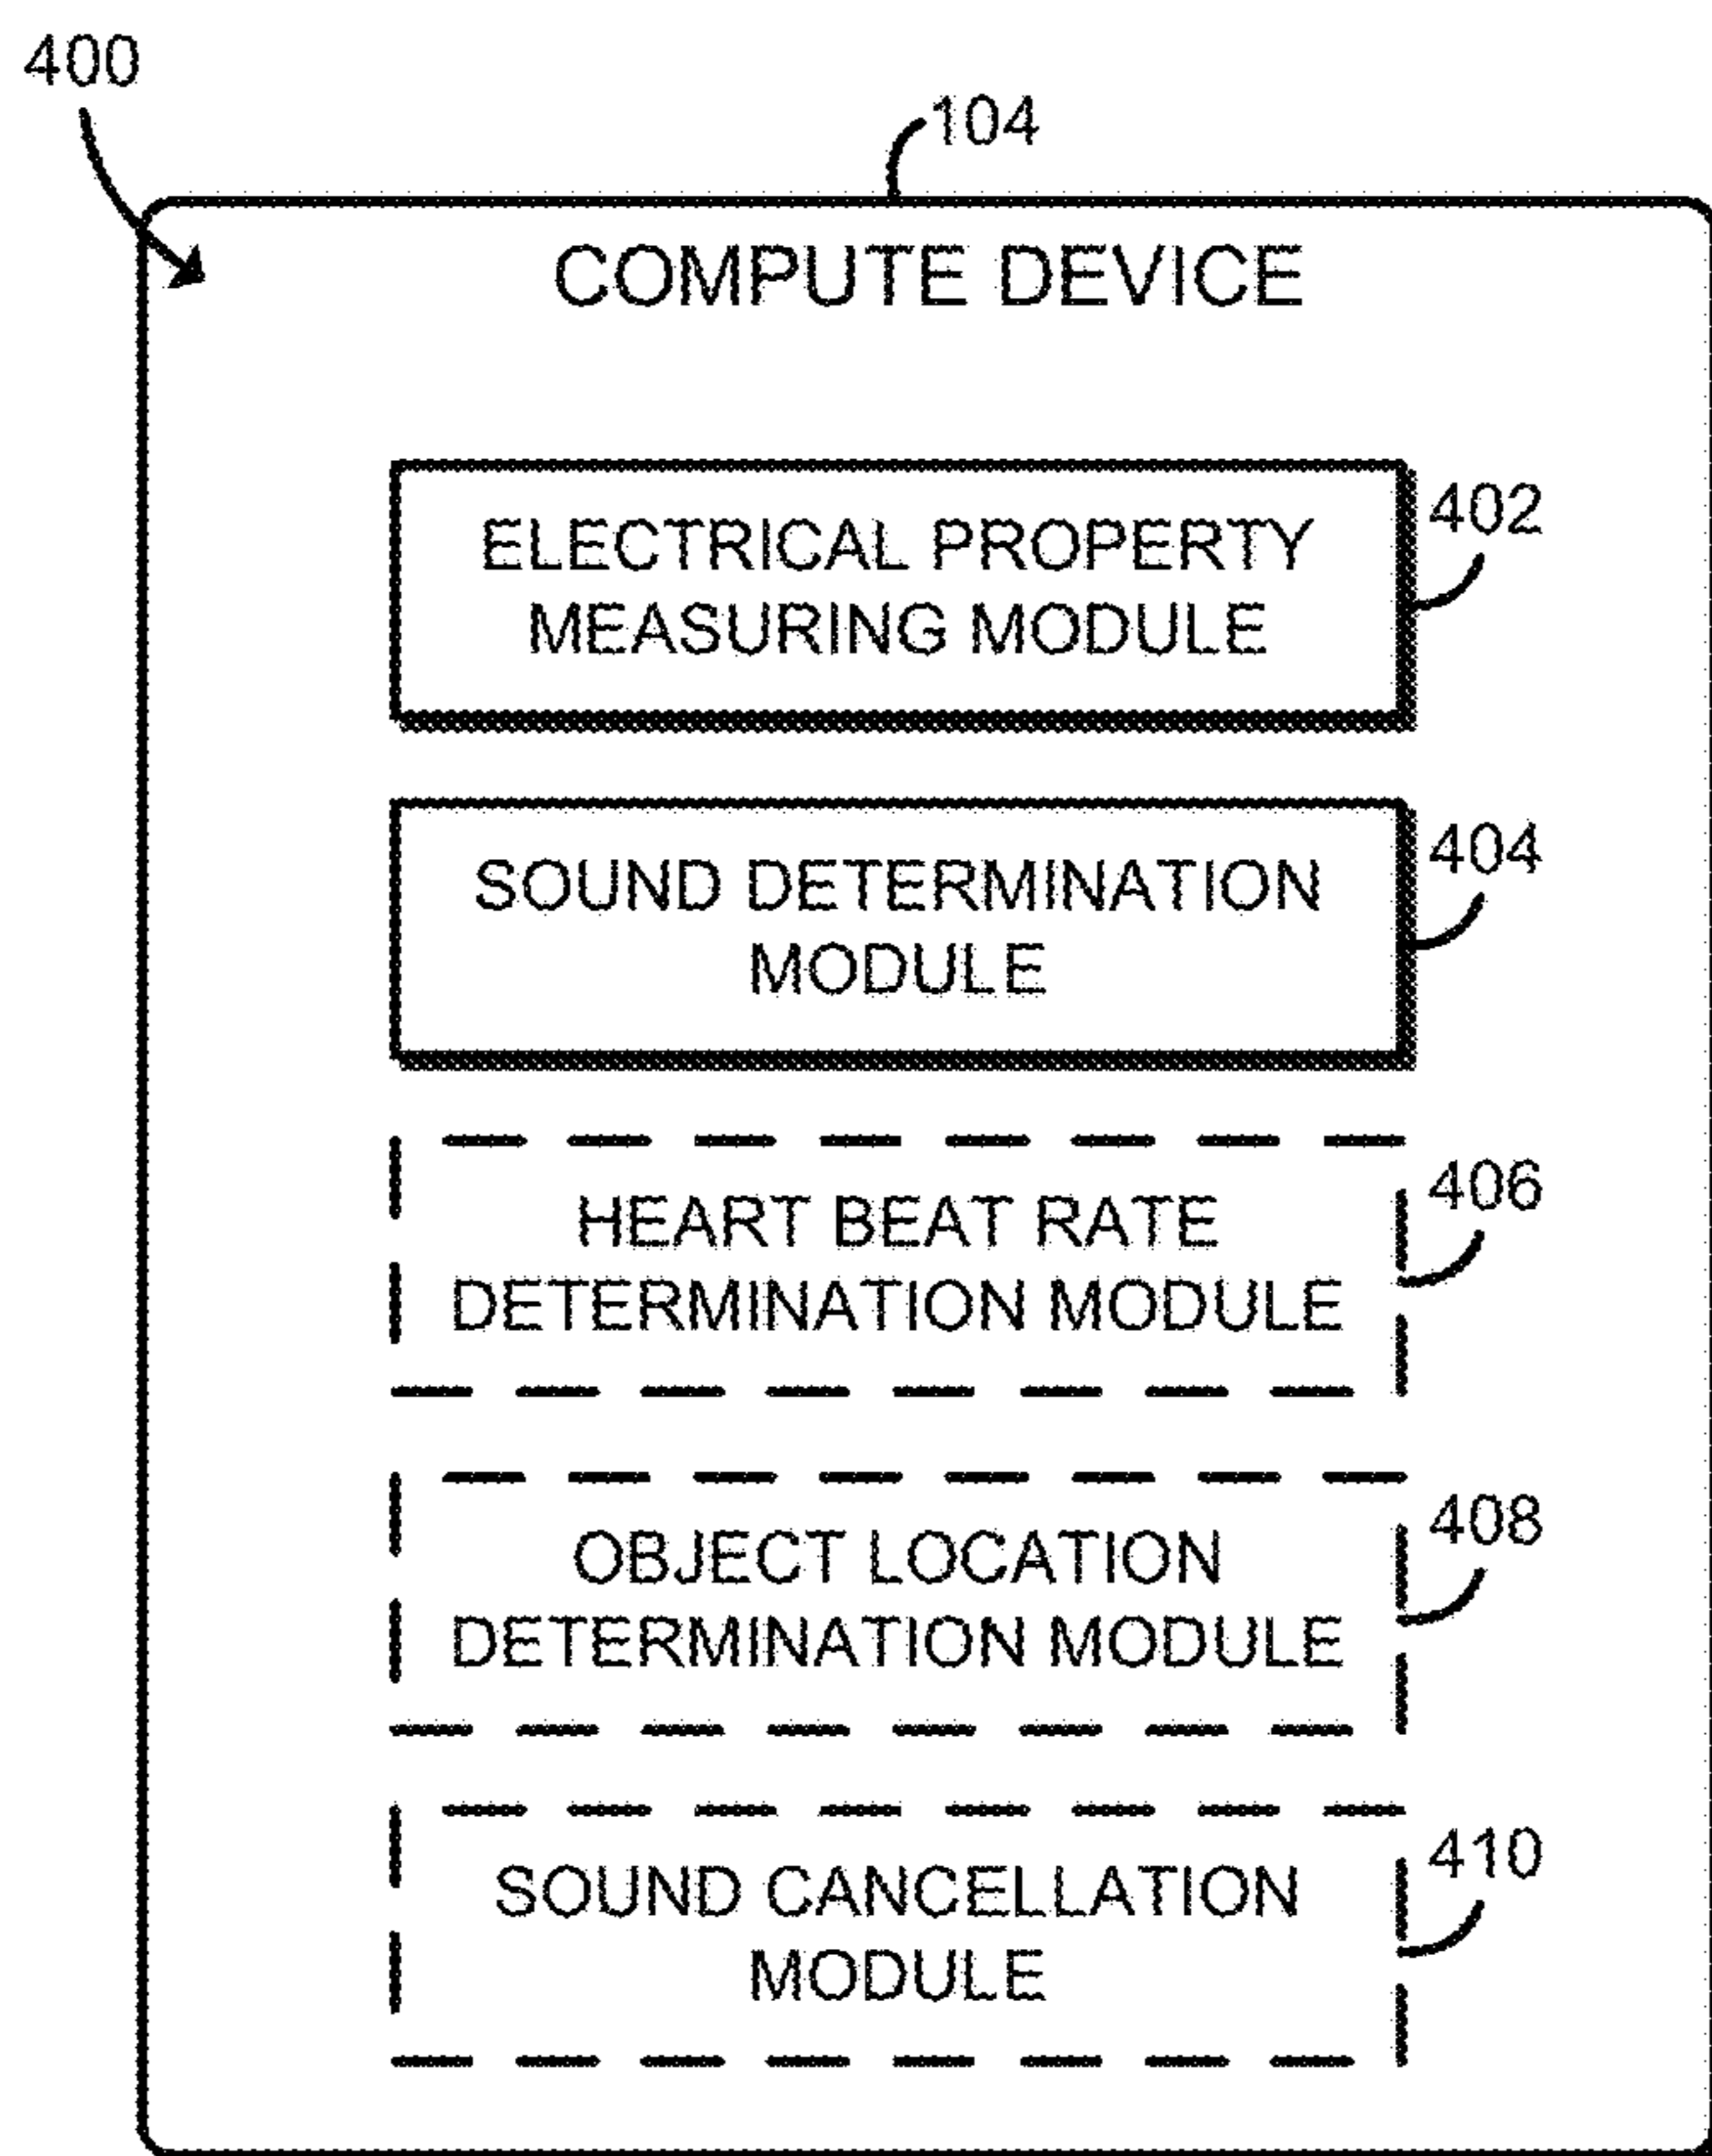 400
104
COMPUTE DEVICE
ELECTRICAL PROPERTY
MEASURING MODULE
402
SOUND DETERMINATION
MODULE
404
HEART BEAT RATE
DETERMINATION MODULE
406
OBJECT LOCATION
DETERMINATION MODULE
408
SOUND CANCELLATION
MODULE
410